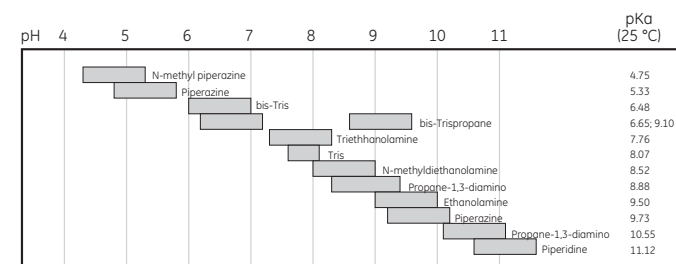 pKa
pH 4 5 6 7 8 9 10 11 (25 °C)
N-methyl piperazine 4.75
Piperazine 5.33
bis-Tris 6.48
bis-Trispropane 6.65; 9.10
Triethhanolamine 7.76
Tris 8.07
N-methyldiethanolamine 8.52
Propane-1,3-diamino 8.88
Ethanolamine 9.50
Piperazine 9.73
Propane-1,3-diamino 10.55
Piperidine 11.12